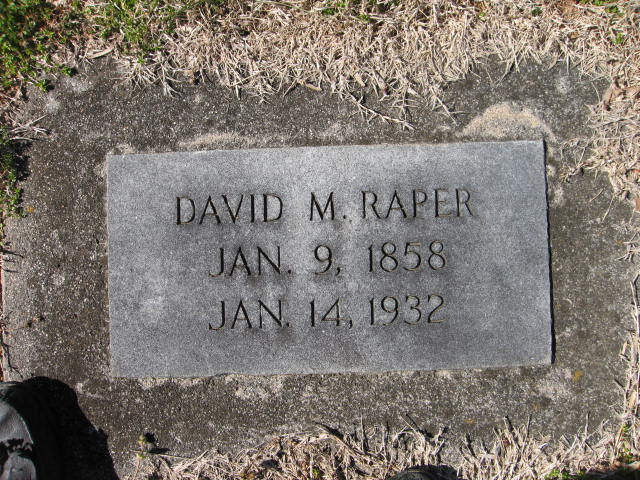 DAVID M. RAPER
JAN. 9, 1858
JAN. 14, 1932